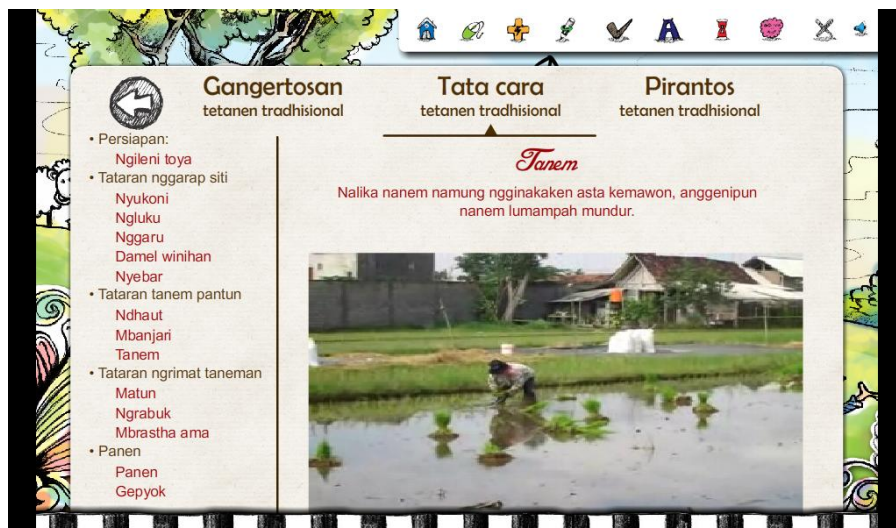 Gangertosan
tetanen tradhisional
Tata cara
tetanen tradhisional
Pirantos
tetanen tradhisional
• Persiapan:
Ngileni toya
• Tataran nggarap siti
Nyukoni
Ngluku
Nggaru
Damel winihan
Nyebar
• Tataran tanem pantun
Ndhaut
Mbanjari
Tanem
• Tataran ngrimat taneman
Matun
Ngrabuk
Mbrastha ama
• Panen
Panen
Gepyok
Tanem
Nalika nanem namung ngginakaken asta kemawon, anggenipun
nanem lumampah mundur.